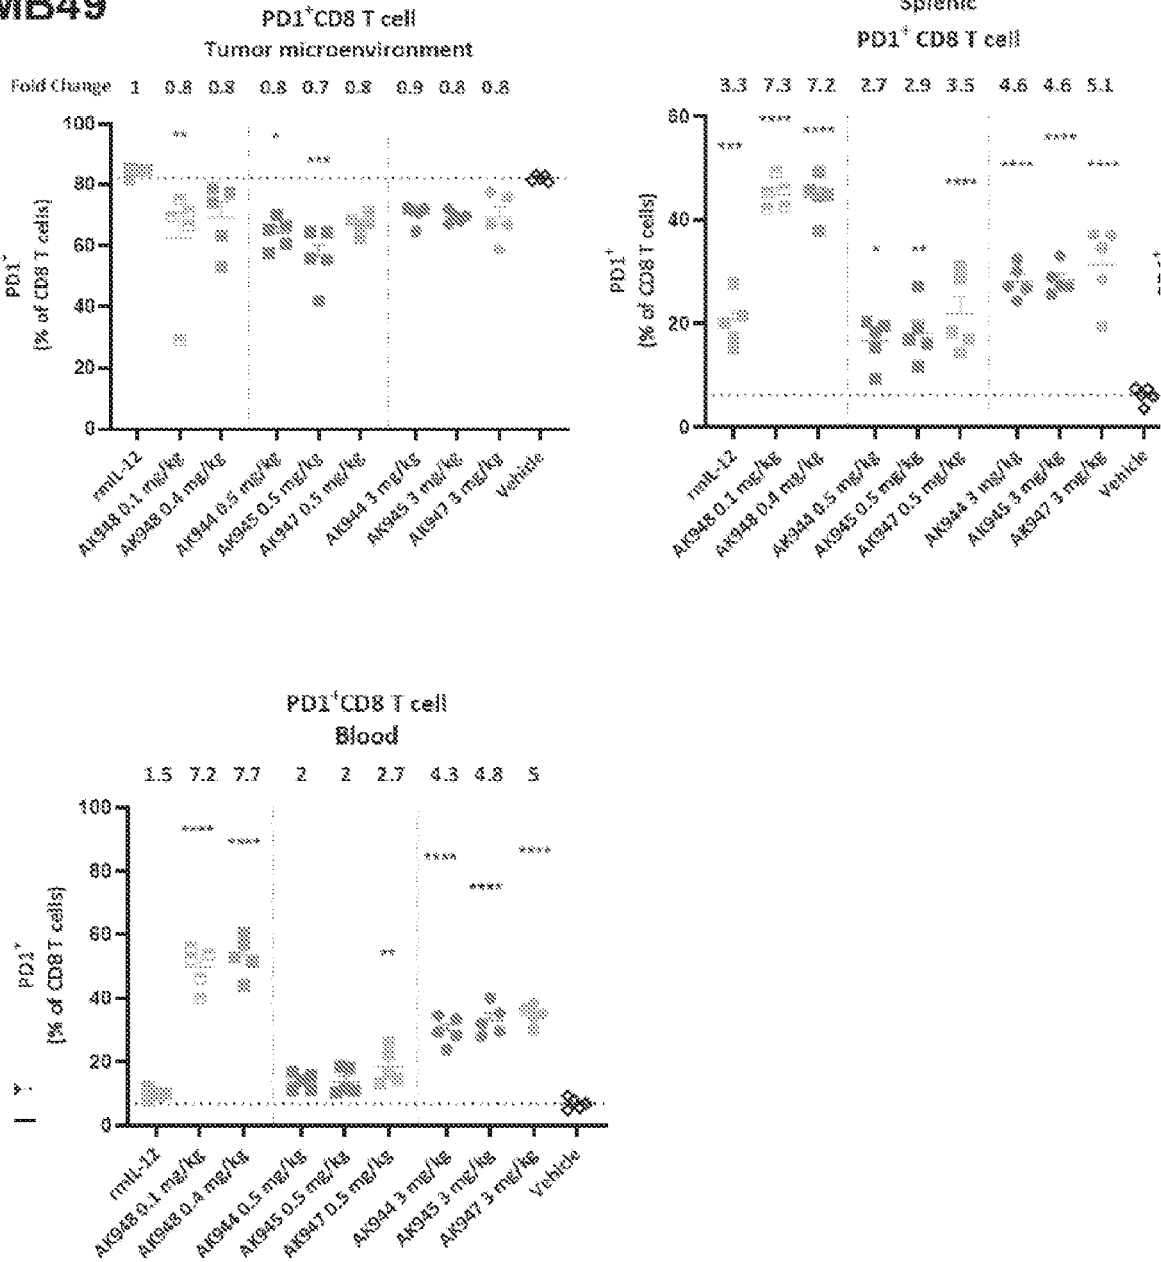 MB49
PD1+CD8 T cell
Tumor microenvironment
Fold Change 1 0.8 0.8 0.8 0.7 0.8 0.9 0.8 0.8
** * ***
PD1+
[% of CD8 T cells]
100
80
60
40
20
0
rmIL-12
AK948 0.1 mg/kg
AK948 0.4 mg/kg
AK944 0.5 mg/kg
AK945 0.5 mg/kg
AK947 0.5 mg/kg
AK944 3 mg/kg
AK945 3 mg/kg
AK947 3 mg/kg
Vehicle
Splenic
PD1+ CD8 T cell
3.3 7.3 7.2 2.7 2.9 3.5 4.6 4.6 5.1
*** **** **** * ** **** **** **** ****
PD1+
[% of CD8 T cells]
60
40
20
0
rmIL-12
AK948 0.1 mg/kg
AK948 0.4 mg/kg
AK944 0.5 mg/kg
AK945 0.5 mg/kg
AK947 0.5 mg/kg
AK944 3 mg/kg
AK945 3 mg/kg
AK947 3 mg/kg
Vehicle
PD1+CD8 T cell
Blood
1.5 7.2 7.7 2 2 2.7 4.3 4.8 5
**** **** ** **** **** ****
PD1+
[% of CD8 T cells]
100
80
60
40
20
0
rmIL-12
AK948 0.1 mg/kg
AK948 0.4 mg/kg
AK944 0.5 mg/kg
AK945 0.5 mg/kg
AK947 0.5 mg/kg
AK944 3 mg/kg
AK945 3 mg/kg
AK947 3 mg/kg
Vehicle